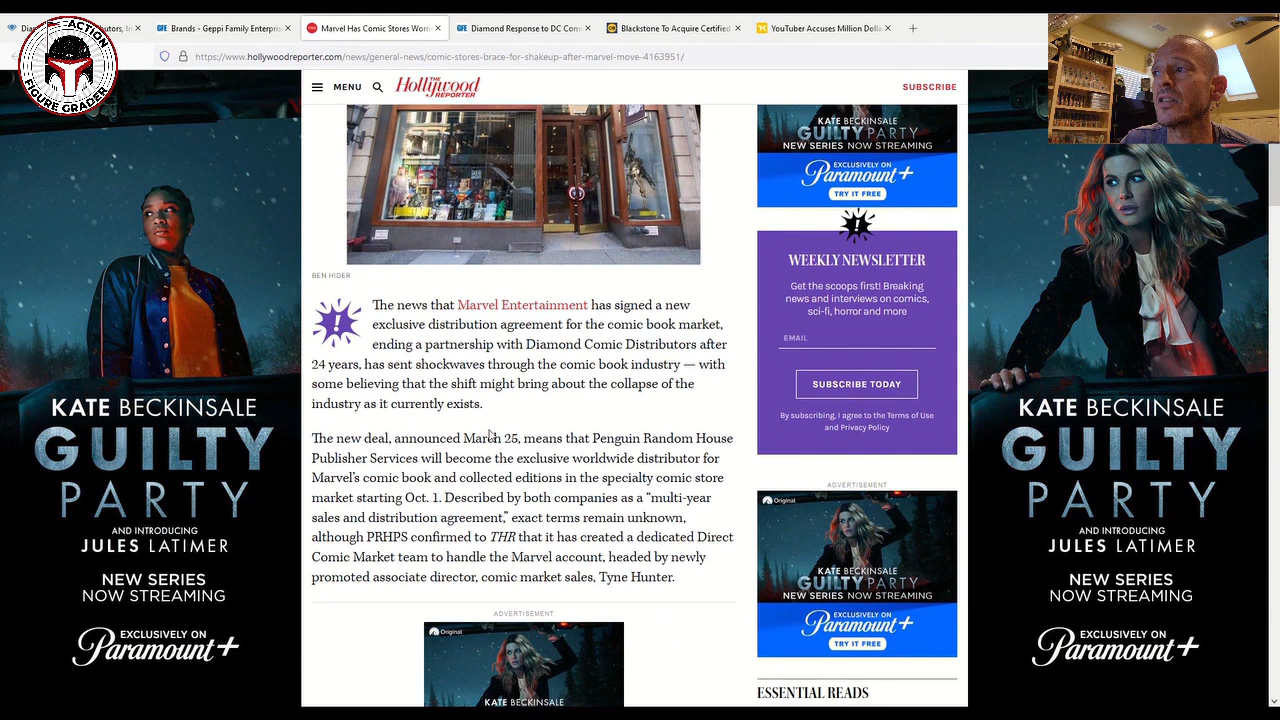 THE-ACTION
FIGURE GRADER
Brands - Geppi Family Enterpris
Marvel Has Comic Stores Worri
Diamond Response to DC Com
Blackstone To Acquire Certified
YouTuber Accuses Million Dolla
https://www.hollywoodreporter.com/news/general-news/comic-stores-brace-for-shakeup-after-marvel-move-4163951/
MENU
THE
Hollywood
REPORTER
SUBSCRIBE
BEN HIDER
The news that Marvel Entertainment has signed a new
exclusive distribution agreement for the comic book market,
ending a partnership with Diamond Comic Distributors after
24 years, has sent shockwaves through the comic book industry — with
some believing that the shift might bring about the collapse of the
industry as it currently exists.
The new deal, announced March 25, means that Penguin Random House
Publisher Services will become the exclusive worldwide distributor for
Marvel’s comic book and collected editions in the specialty comic store
market starting Oct. 1. Described by both companies as a “multi-year
sales and distribution agreement,” exact terms remain unknown,
although PRHPS confirmed to THR that it has created a dedicated Direct
Comic Market team to handle the Marvel account, headed by newly
promoted associate director, comic market sales, Tyne Hunter.
ADVERTISEMENT
Original
KATE BECKINSALE
KATE BECKINSALE
GUILTY PARTY
NEW SERIES NOW STREAMING
EXCLUSIVELY ON
Paramount+
TRY IT FREE
WEEKLY NEWSLETTER
Get the scoops first! Breaking
news and interviews on comics,
sci-fi, horror and more
EMAIL
SUBSCRIBE TODAY
By subscribing, I agree to the Terms of Use
and Privacy Policy
ADVERTISEMENT
Original
KATE BECKINSALE
GUILTY PARTY
NEW SERIES NOW STREAMING
EXCLUSIVELY ON
Paramount+
TRY IT FREE
ESSENTIAL READS
KATE BECKINSALE
GUILTY
PARTY
AND INTRODUCING
JULES LATIMER
NEW SERIES
NOW STREAMING
EXCLUSIVELY ON
Paramount+
KATE BECKINSALE
GUILTY
PARTY
AND INTRODUCING
JULES LATIMER
NEW SERIES
NOW STREAMING
EXCLUSIVELY ON
Paramount+